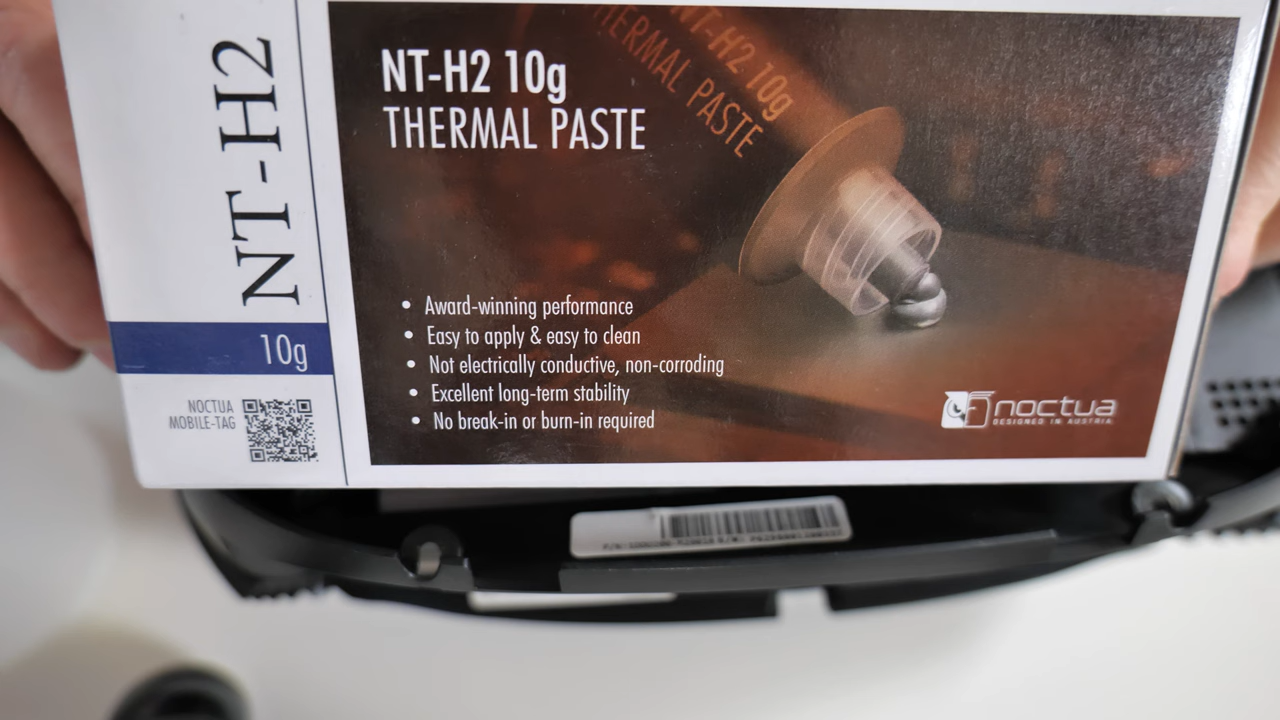 NT-H2
10g
NOCTUA
MOBILE-TAG
NT-H2 10g
THERMAL PASTE
NT-H2 10g
THERMAL PASTE
• Award-winning performance
• Easy to apply & easy to clean
• Not electrically conductive, non-corroding
• Excellent long-term stability
• No break-in or burn-in required
noctua
DESIGNED IN AUSTRIA